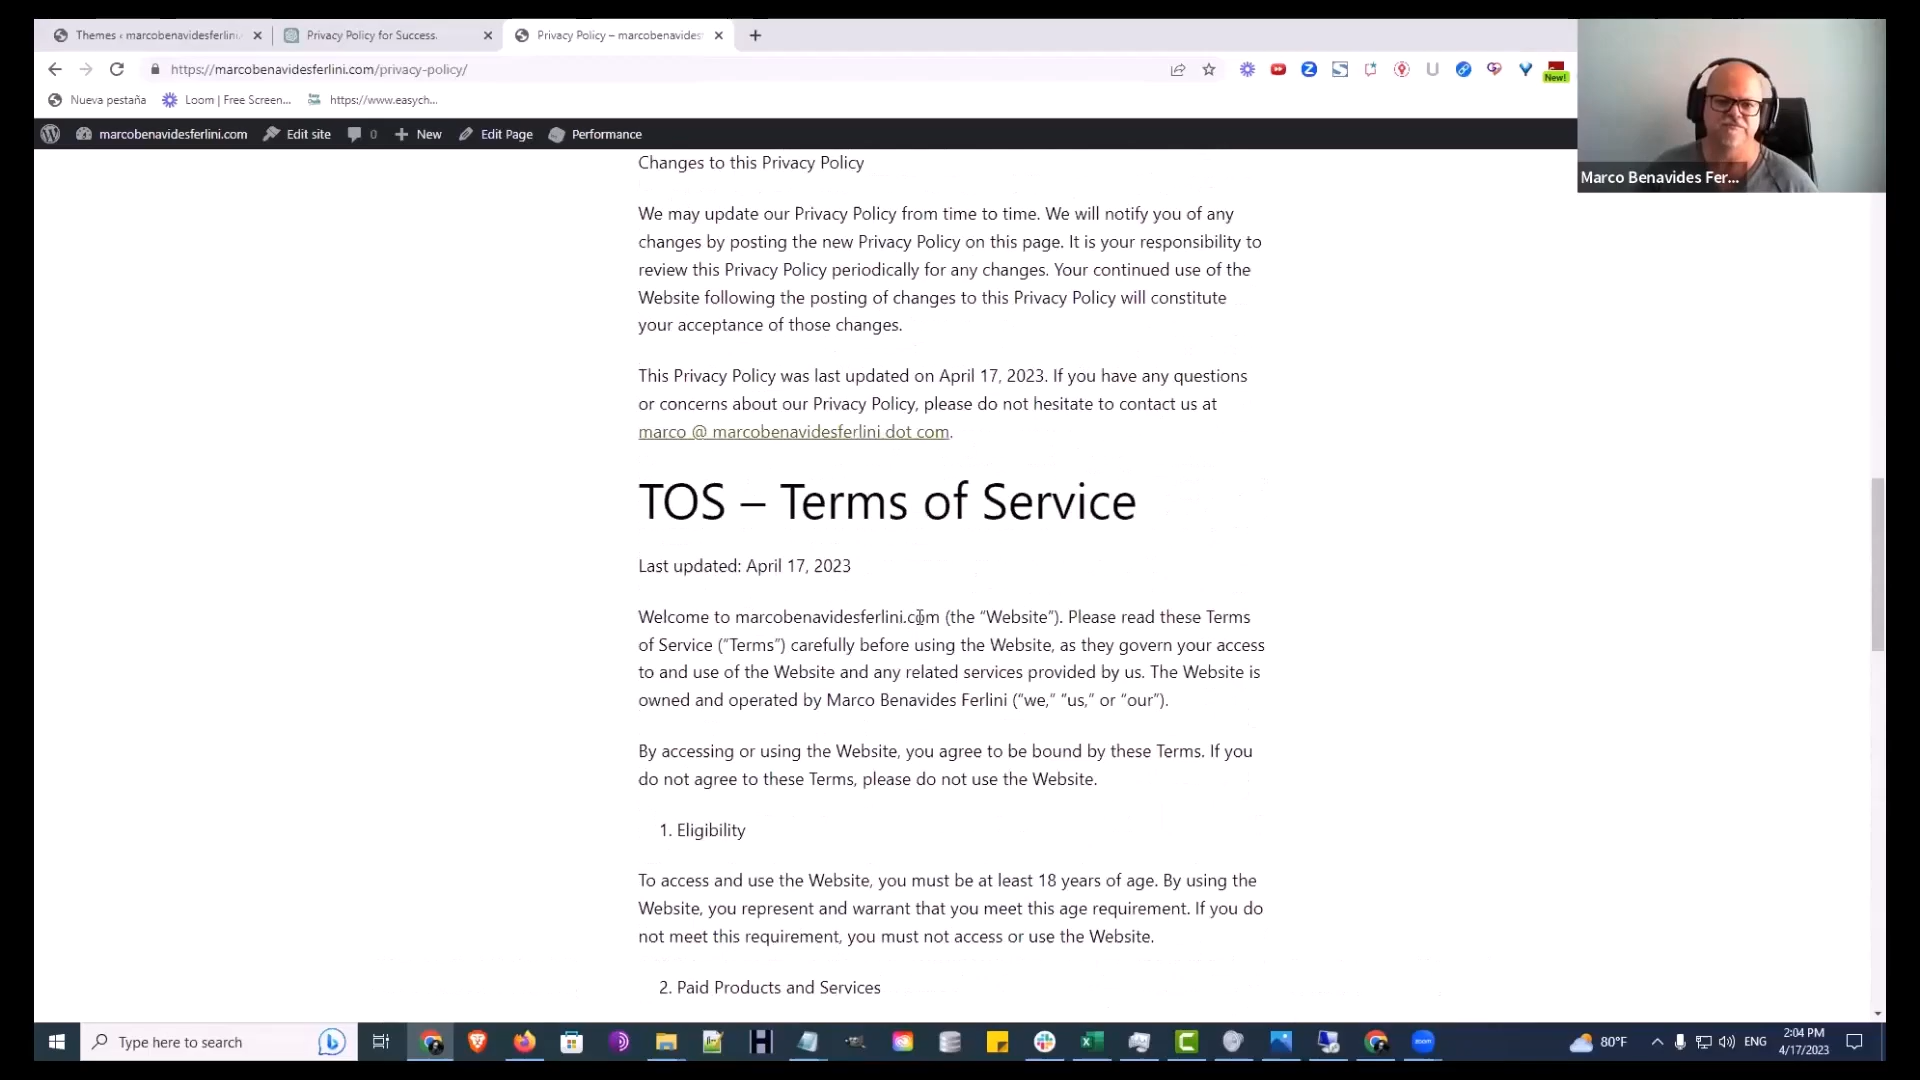 Themes ‹ marcobenavidesferlini.
Privacy Policy for Success.
Privacy Policy – marcobenavides
https://marcobenavidesferlini.com/privacy-policy/
New!
Nueva pestaña
Loom | Free Screen...
https://www.easych...
marcobenavidesferlini.com
Edit site
0
New
Edit Page
Performance
Marco Benavides Fer...
Changes to this Privacy Policy
We may update our Privacy Policy from time to time. We will notify you of any
changes by posting the new Privacy Policy on this page. It is your responsibility to
review this Privacy Policy periodically for any changes. Your continued use of the
Website following the posting of changes to this Privacy Policy will constitute
your acceptance of those changes.
This Privacy Policy was last updated on April 17, 2023. If you have any questions
or concerns about our Privacy Policy, please do not hesitate to contact us at
marco @ marcobenavidesferlini dot com.
TOS – Terms of Service
Last updated: April 17, 2023
Welcome to marcobenavidesferlini.com (the “Website”). Please read these Terms
of Service (“Terms”) carefully before using the Website, as they govern your access
to and use of the Website and any related services provided by us. The Website is
owned and operated by Marco Benavides Ferlini (“we,” “us,” or “our”).
By accessing or using the Website, you agree to be bound by these Terms. If you
do not agree to these Terms, please do not use the Website.
1. Eligibility
To access and use the Website, you must be at least 18 years of age. By using the
Website, you represent and warrant that you meet this age requirement. If you do
not meet this requirement, you must not access or use the Website.
2. Paid Products and Services
Type here to search
80°F
ENG
2:04 PM
4/17/2023